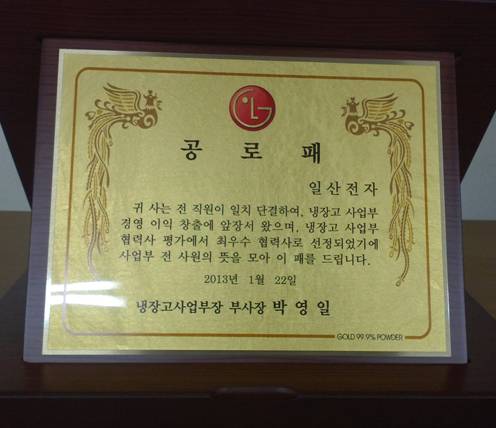 LG
공 로 패
일산전자
귀 사는 전 직원이 일치 단결하여, 냉장고 사업부
경영 이익 창출에 앞장서 왔으며, 냉장고 사업부
협력사 평가에서 최우수 협력사로 선정되었기에
사업부 전 사원의 뜻을 모아 이 패를 드립니다.
2013년 1월 22일
냉장고사업부장 부사장 박 영 일
GOLD 99.9% POWDER